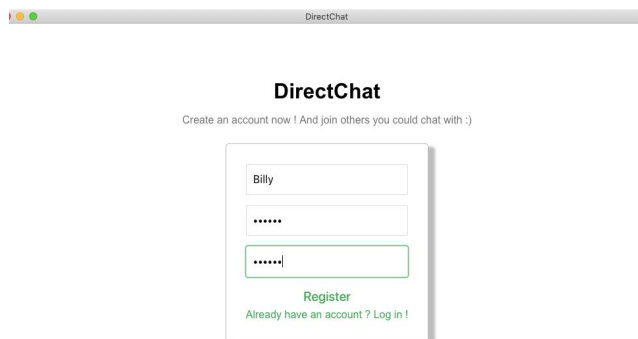 DirectChat
DirectChat
Create an account now ! And join others you could chat with :)
Billy
••••••
••••••
Register
Already have an account ? Log in !